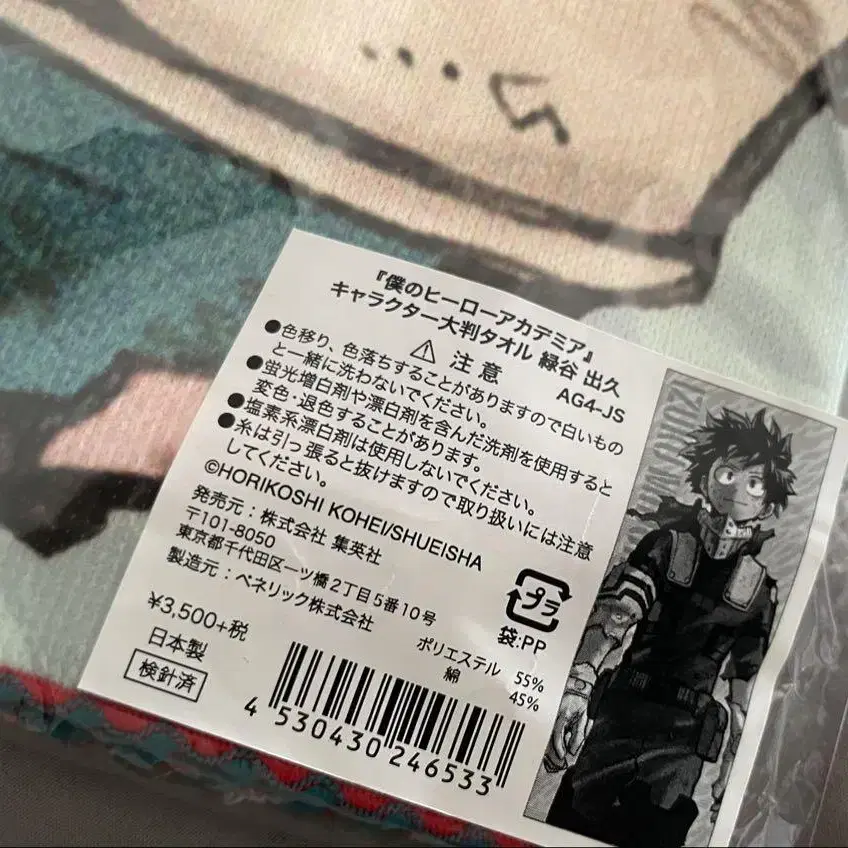 『僕のヒーローアカデミア』
キャラクター大判タオル 緑谷 出久
AG4-JS
注意
●色移り、色落ちすることがありますので白いもの
と一緒に洗わないでください。
●蛍光増白剤や漂白剤を含んだ洗剤を使用すると
変色・退色することがあります。
●塩素系漂白剤は使用しないでください。
●糸は引っ張ると抜けますので取り扱いには注意
してください。
©HORIKOSHI KOHEI/SHUEISHA
発売元：株式会社 集英社
〒101-8050
東京都千代田区一ツ橋2丁目5番10号
製造元：ベネリック株式会社
¥3,500+税
日本製
検針済
プラ
袋:PP
ポリエステル 55%
綿 45%
4 530430 246533